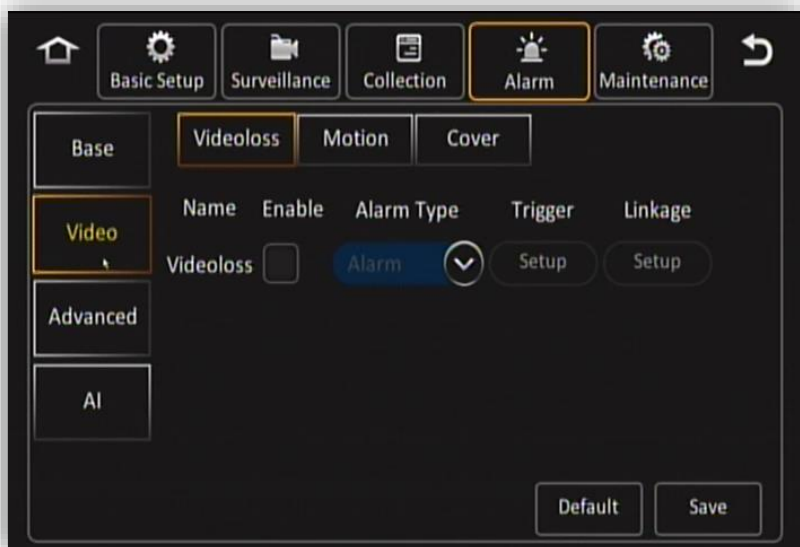 Basic Setup Surveillance Collection Alarm Maintenance
Base
Videoloss Motion Cover
Name Enable Alarm Type Trigger Linkage
Video
Videoloss Alarm Setup Setup
Advanced
AI
Default Save